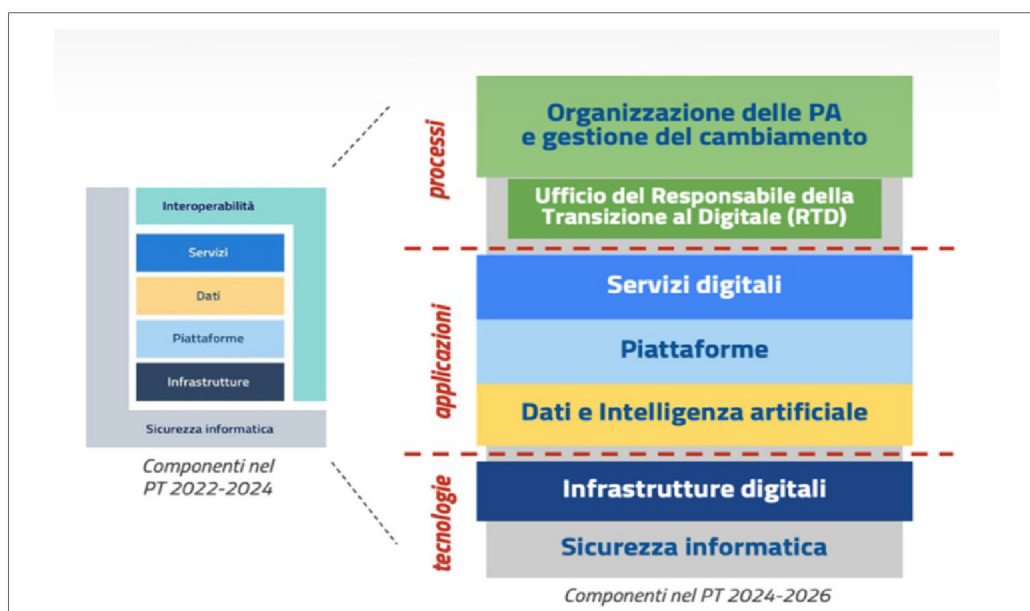 Interoperabilità
Servizi
Dati
Piattaforme
Infrastrutture
Sicurezza informatica
Componenti nel
PT 2022-2024
processi
Organizzazione delle PA
e gestione del cambiamento
Ufficio del Responsabile della
Transizione al Digitale (RTD)
applicazioni
Servizi digitali
Piattaforme
Dati e Intelligenza artificiale
tecnologie
Infrastrutture digitali
Sicurezza informatica
Componenti nel PT 2024-2026